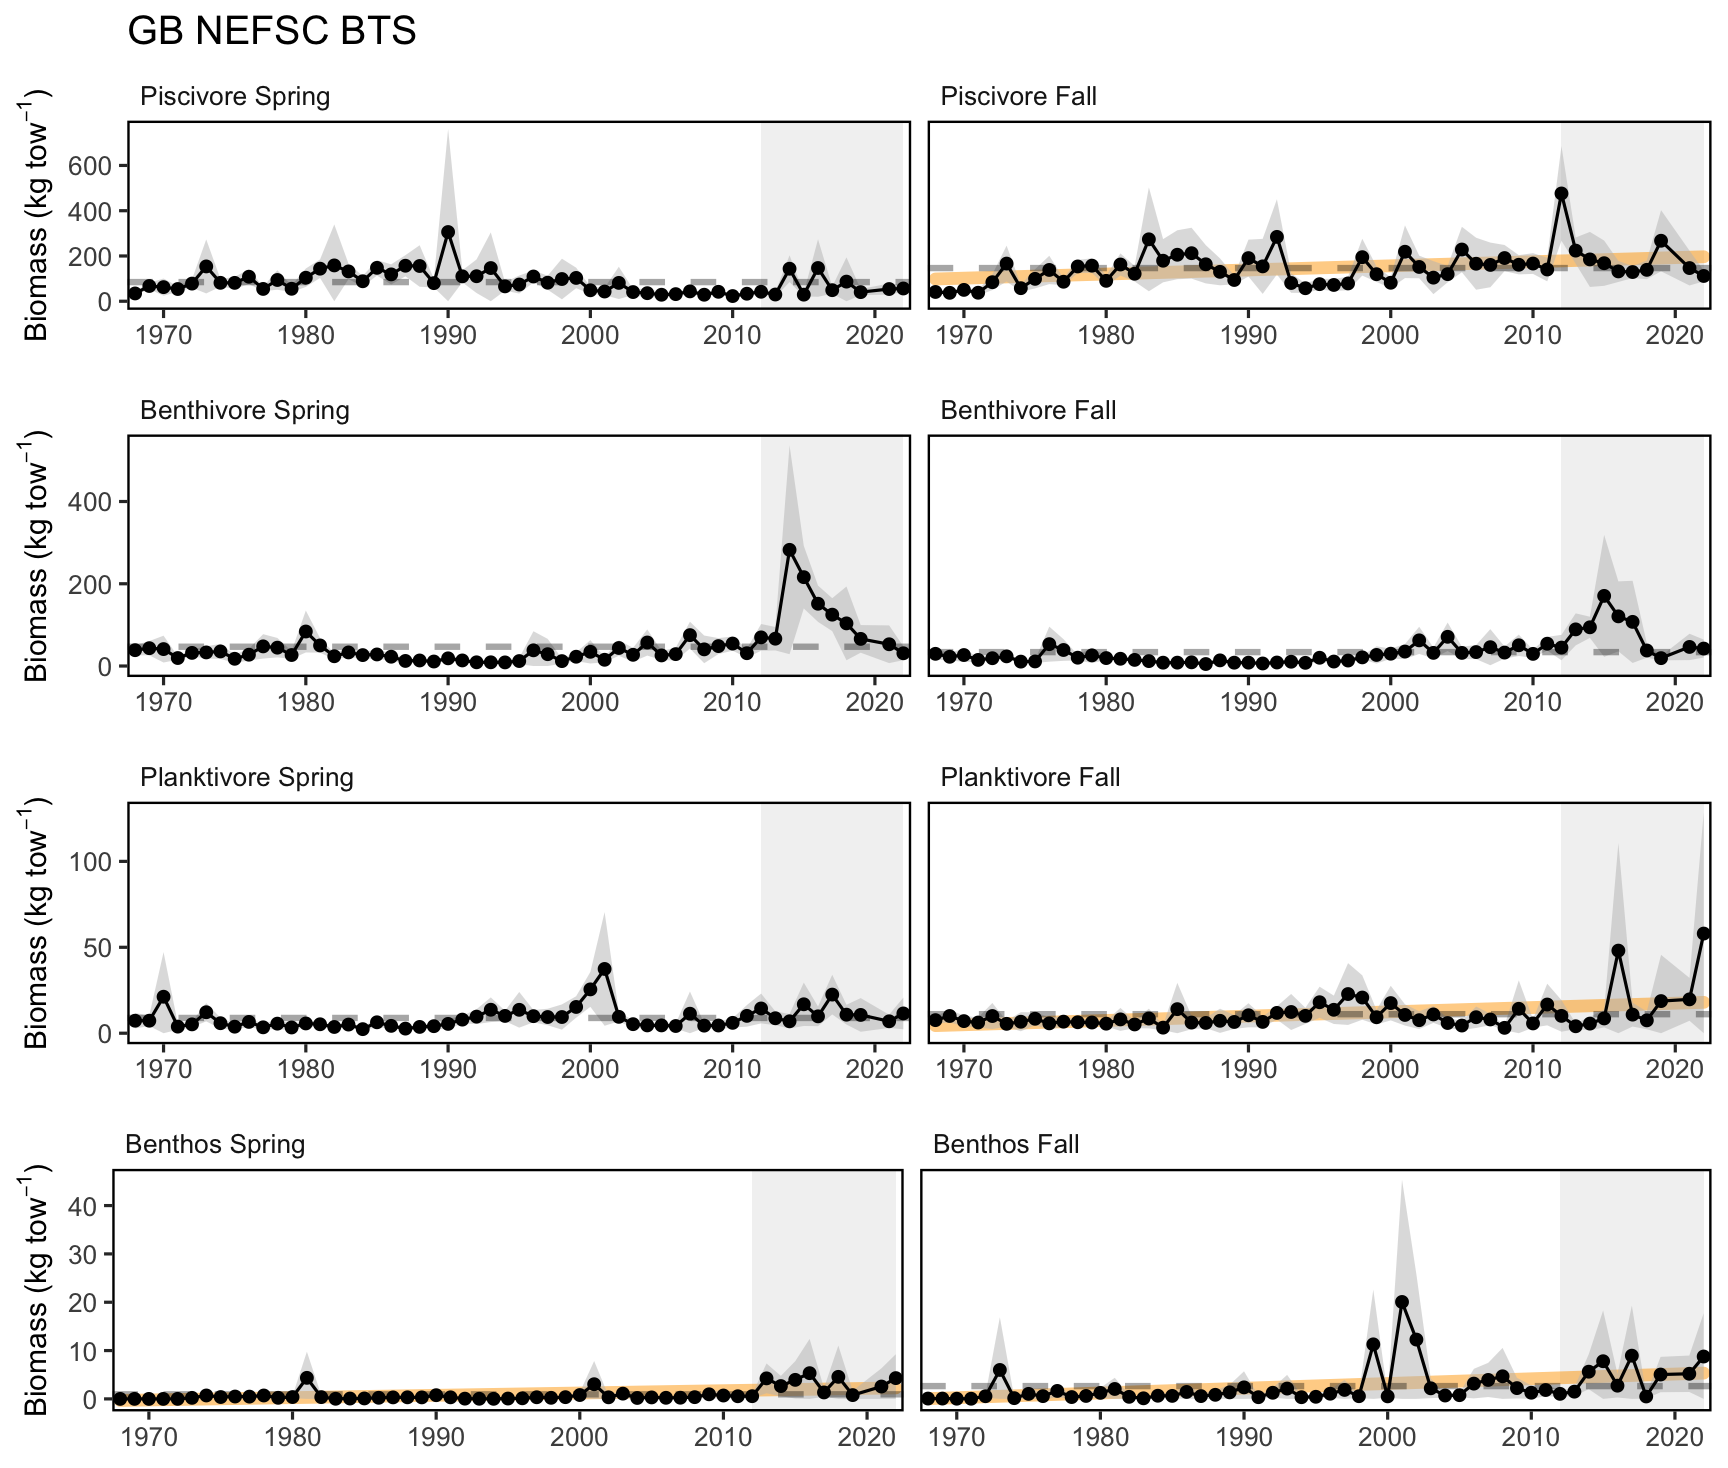 GB NEFSC BTS
Piscivore Spring
Piscivore Fall
Biomass (kg tow⁻¹)
600
400
200
0
1970 1980 1990 2000 2010 2020
1970 1980 1990 2000 2010 2020
Benthivore Spring
Benthivore Fall
Biomass (kg tow⁻¹)
400
200
0
1970 1980 1990 2000 2010 2020
1970 1980 1990 2000 2010 2020
Planktivore Spring
Planktivore Fall
Biomass (kg tow⁻¹)
100
50
0
1970 1980 1990 2000 2010 2020
1970 1980 1990 2000 2010 2020
Benthos Spring
Benthos Fall
Biomass (kg tow⁻¹)
40
30
20
10
0
1970 1980 1990 2000 2010 2020
1970 1980 1990 2000 2010 2020